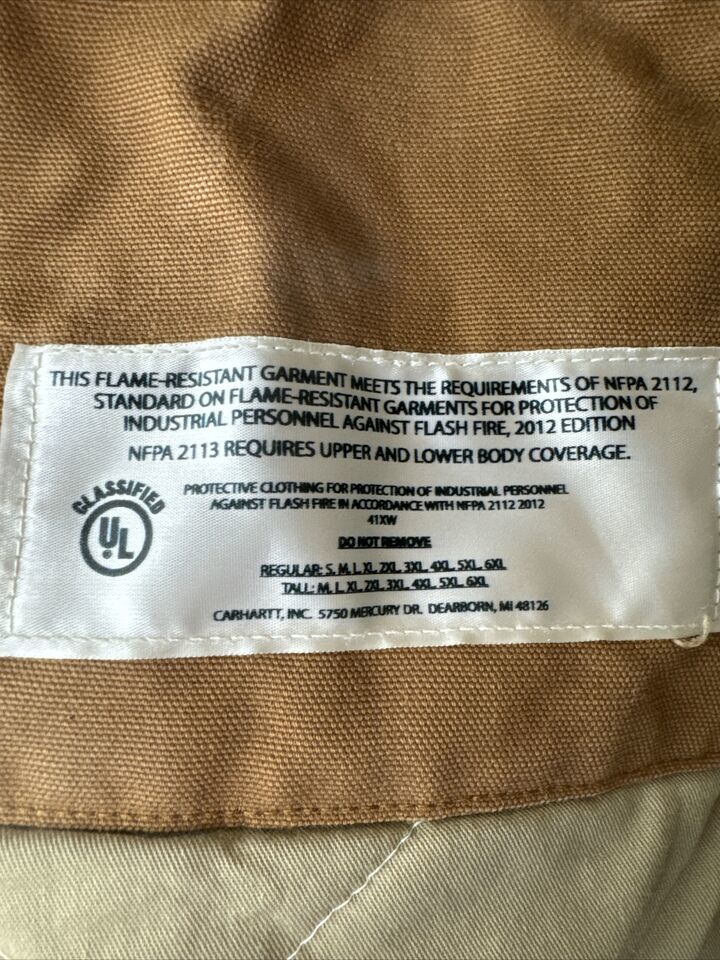 THIS FLAME-RESISTANT GARMENT MEETS THE REQUIREMENTS OF NFPA 2112,
STANDARD ON FLAME-RESISTANT GARMENTS FOR PROTECTION OF
INDUSTRIAL PERSONNEL AGAINST FLASH FIRE, 2012 EDITION
NFPA 2113 REQUIRES UPPER AND LOWER BODY COVERAGE.
CLASSIFIED
UL
PROTECTIVE CLOTHING FOR PROTECTION OF INDUSTRIAL PERSONNEL
AGAINST FLASH FIRE IN ACCORDANCE WITH NFPA 2112 2012
41XW
DO NOT REMOVE
REGULAR: S, M, L, XL, 2XL, 3XL, 4XL, 5XL, 6XL
TALL: M, L, XL, 2XL, 3XL, 4XL, 5XL, 6XL
CARHARTT, INC. 5750 MERCURY DR. DEARBORN, MI 48126